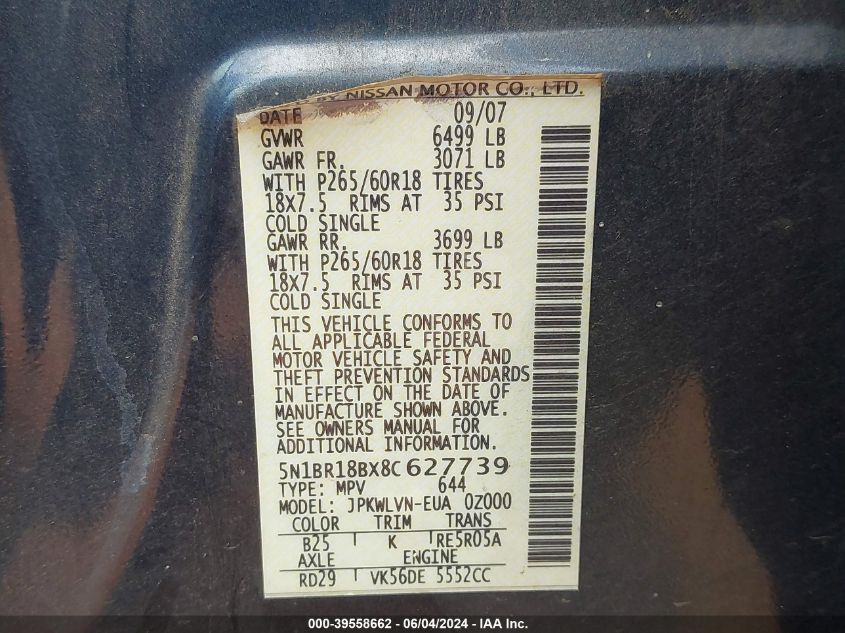 BY NISSAN MOTOR CO., LTD.
DATE 09/07
GVWR 6499 LB
GAWR FR. 3071 LB
WITH P265/60R18 TIRES
18X7.5 RIMS AT 35 PSI
COLD SINGLE
GAWR RR. 3699 LB
WITH P265/60R18 TIRES
18X7.5 RIMS AT 35 PSI
COLD SINGLE
THIS VEHICLE CONFORMS TO
ALL APPLICABLE FEDERAL
MOTOR VEHICLE SAFETY AND
THEFT PREVENTION STANDARDS
IN EFFECT ON THE DATE OF
MANUFACTURE SHOWN ABOVE.
SEE OWNERS MANUAL FOR
ADDITIONAL INFORMATION.
5N1BR18BX8C627739
TYPE: MPV 644
MODEL: JPKWLVN-EUA 0Z000
COLOR TRIM TRANS
B25 K RE5R05A
AXLE ENGINE
RD29 VK56DE 5552CC
000-39558662 - 06/04/2024 - IAA Inc.